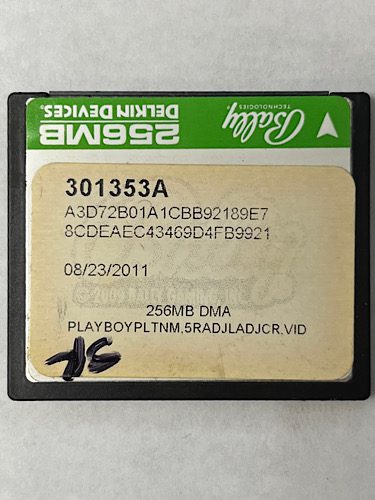 256MB
DELKIN DEVICES
Bally
TECHNOLOGIES
301353A
A3D72B01A1CBB92189E7
8CDEAEC43469D4FB9921
08/23/2011
256MB DMA
PLAYBOYPLTNM,5RADJLADJCR,VID